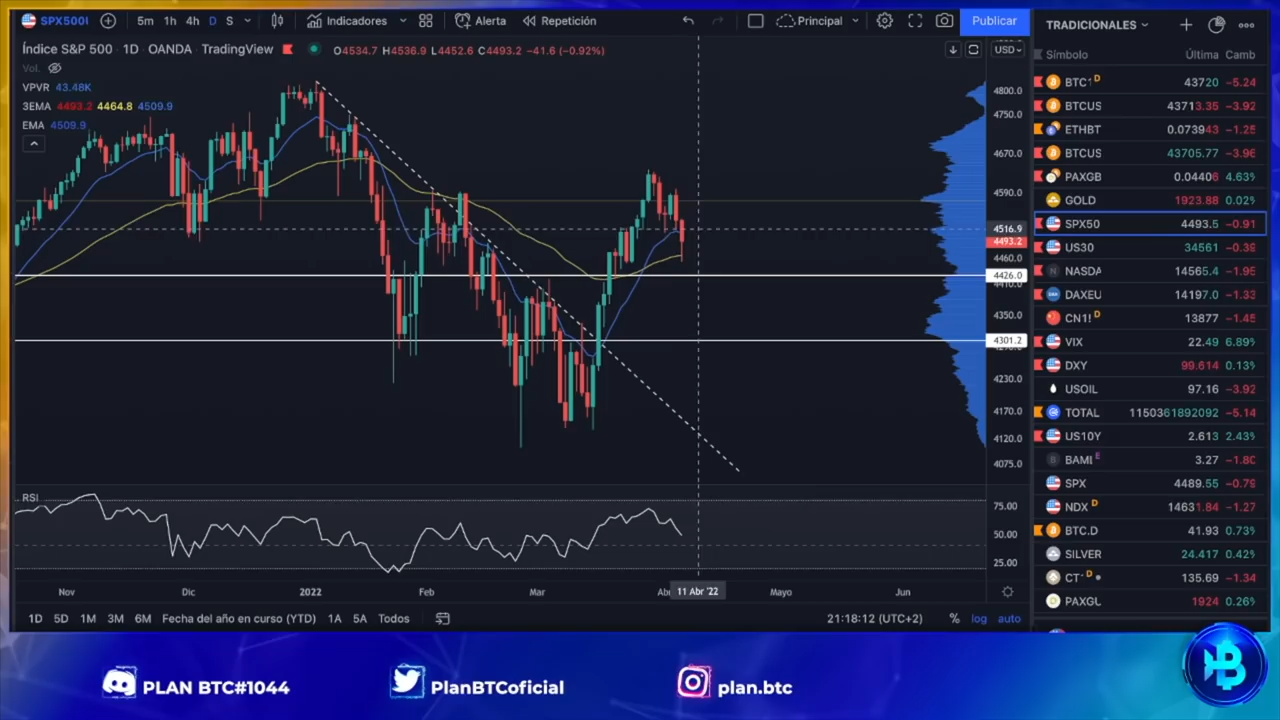 SPX500I 5m 1h 4h D S Indicadores Alerta Repetición Principal Publicar
Índice S&P 500 · 1D · OANDA · TradingView O4534.7 H4536.9 L4452.6 C4493.2 −41.6 (−0.92%) USD
Vol.
VPVR 43.48K
3EMA 4493.2 4464.8 4509.9
EMA 4509.9
4800.0
4750.0
4670.0
4590.0
4516.9
4493.2
4460.0
4426.0
4350.0
4301.2
4230.0
4170.0
4120.0
4075.0
RSI
75.00
50.00
25.00
Nov Dic 2022 Feb Mar 11 Abr '22 Mayo Jun
1D 5D 1M 3M 6M Fecha del año en curso (YTD) 1A 5A Todos 21:18:12 (UTC+2) % log auto
TRADICIONALES
Símbolo Última Camb
BTC1 D 43720 −5.24
BTCUS 43713.35 −3.92
ETHBT 0.073943 −1.25
BTCUS 43705.77 −3.96
PAXGB 0.04406 4.63%
GOLD 1923.88 0.02%
SPX50 4493.5 −0.91
US30 34561 −0.39
NASDA 14565.4 −1.95
DAXEU 14197.0 −1.33
CN1! D 13877 −1.45
VIX 22.49 6.89%
DXY 99.614 0.13%
USOIL 97.16 −3.92
TOTAL 1150361892092 −5.14
US10Y 2.613 2.43%
BAMI E 3.27 −1.80
SPX 4489.55 −0.79
NDX D 14631.84 −1.27
BTC.D 41.93 0.73%
SILVER 24.417 0.42%
CT D 135.69 −1.34
PAXGU 1924 0.26%
PLAN BTC#1044
PlanBTCoficial
plan.btc